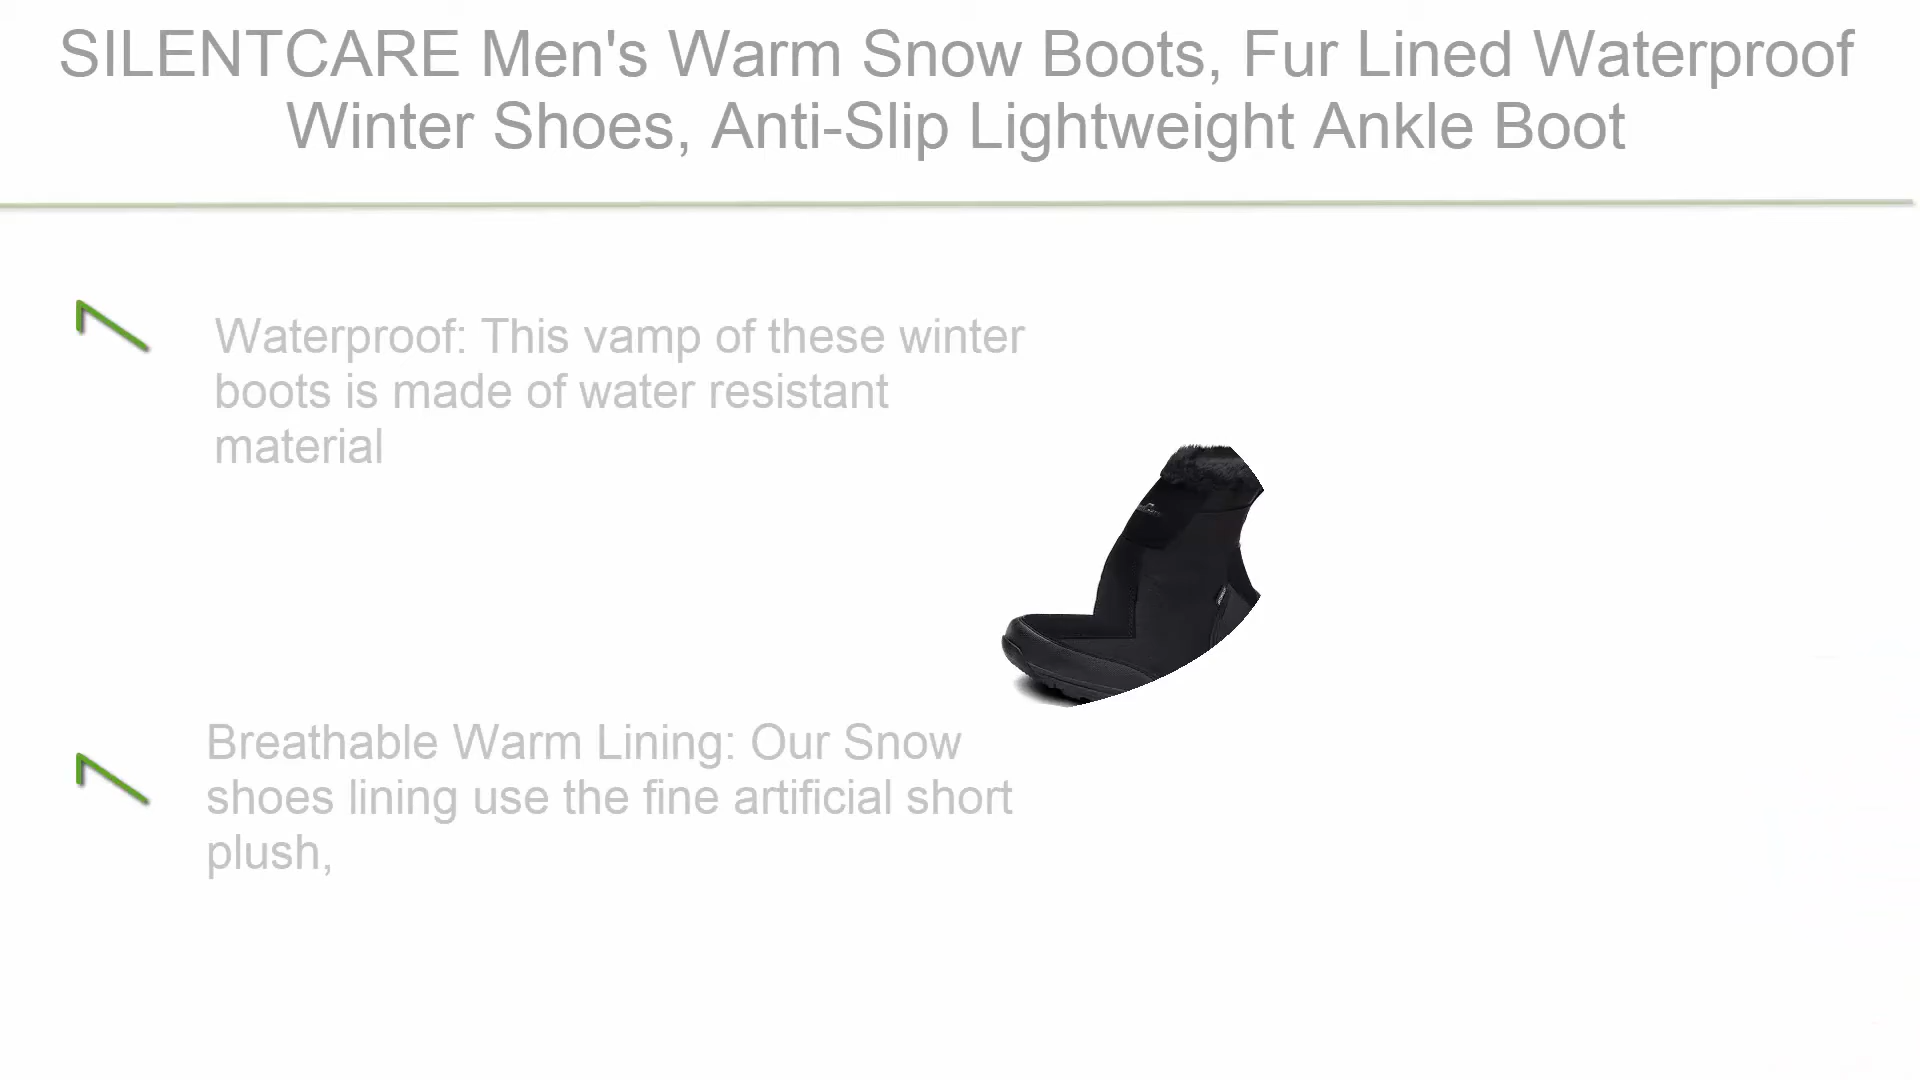 SILENTCARE Men's Warm Snow Boots, Fur Lined Waterproof
Winter Shoes, Anti-Slip Lightweight Ankle Boot
Waterproof: This vamp of these winter
boots is made of water resistant
material
Breathable Warm Lining: Our Snow
shoes lining use the fine artificial short
plush,